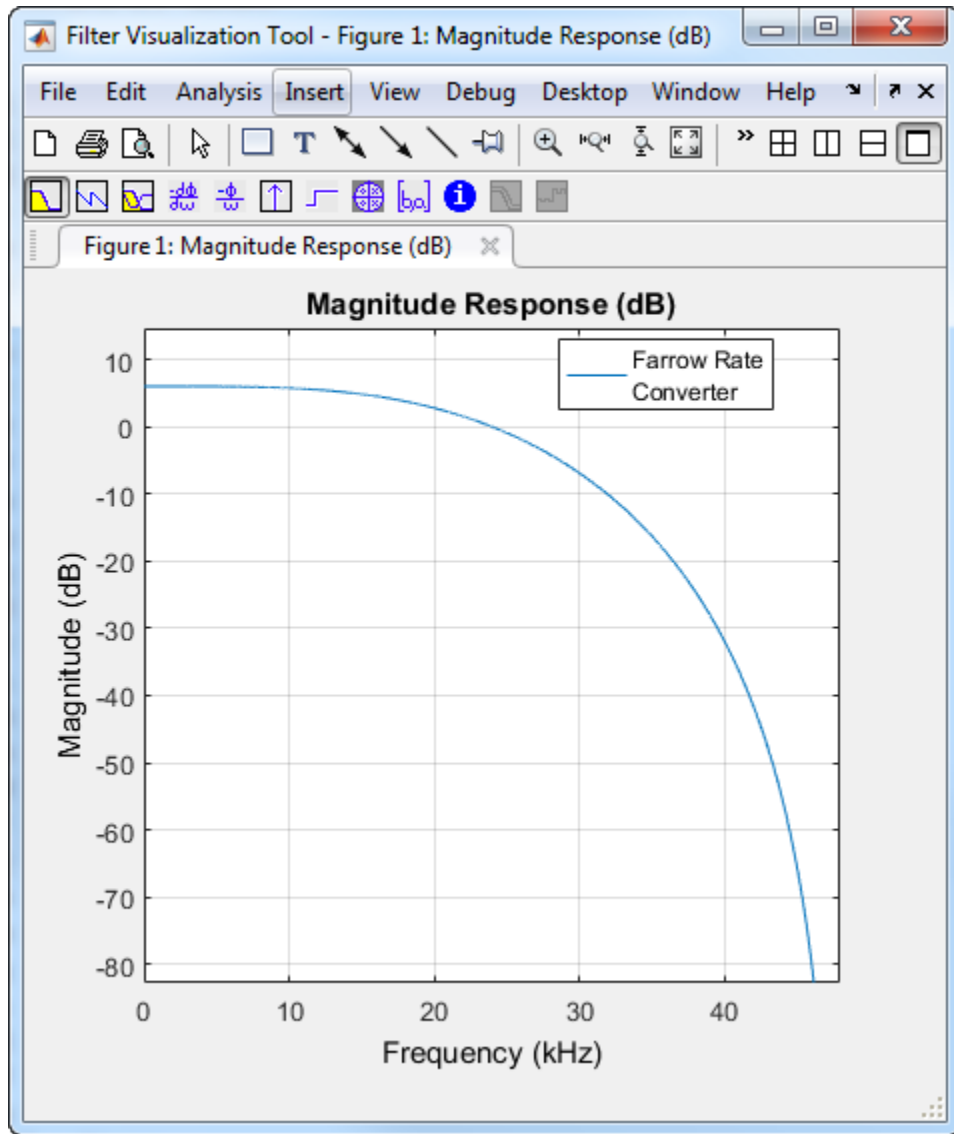 Filter Visualization Tool - Figure 1: Magnitude Response (dB)
File Edit Analysis Insert View Debug Desktop Window Help
T
[b,a] i
Figure 1: Magnitude Response (dB)
Magnitude Response (dB)
Farrow Rate
Converter
10
0
-10
-20
-30
-40
-50
-60
-70
-80
Magnitude (dB)
0 10 20 30 40
Frequency (kHz)